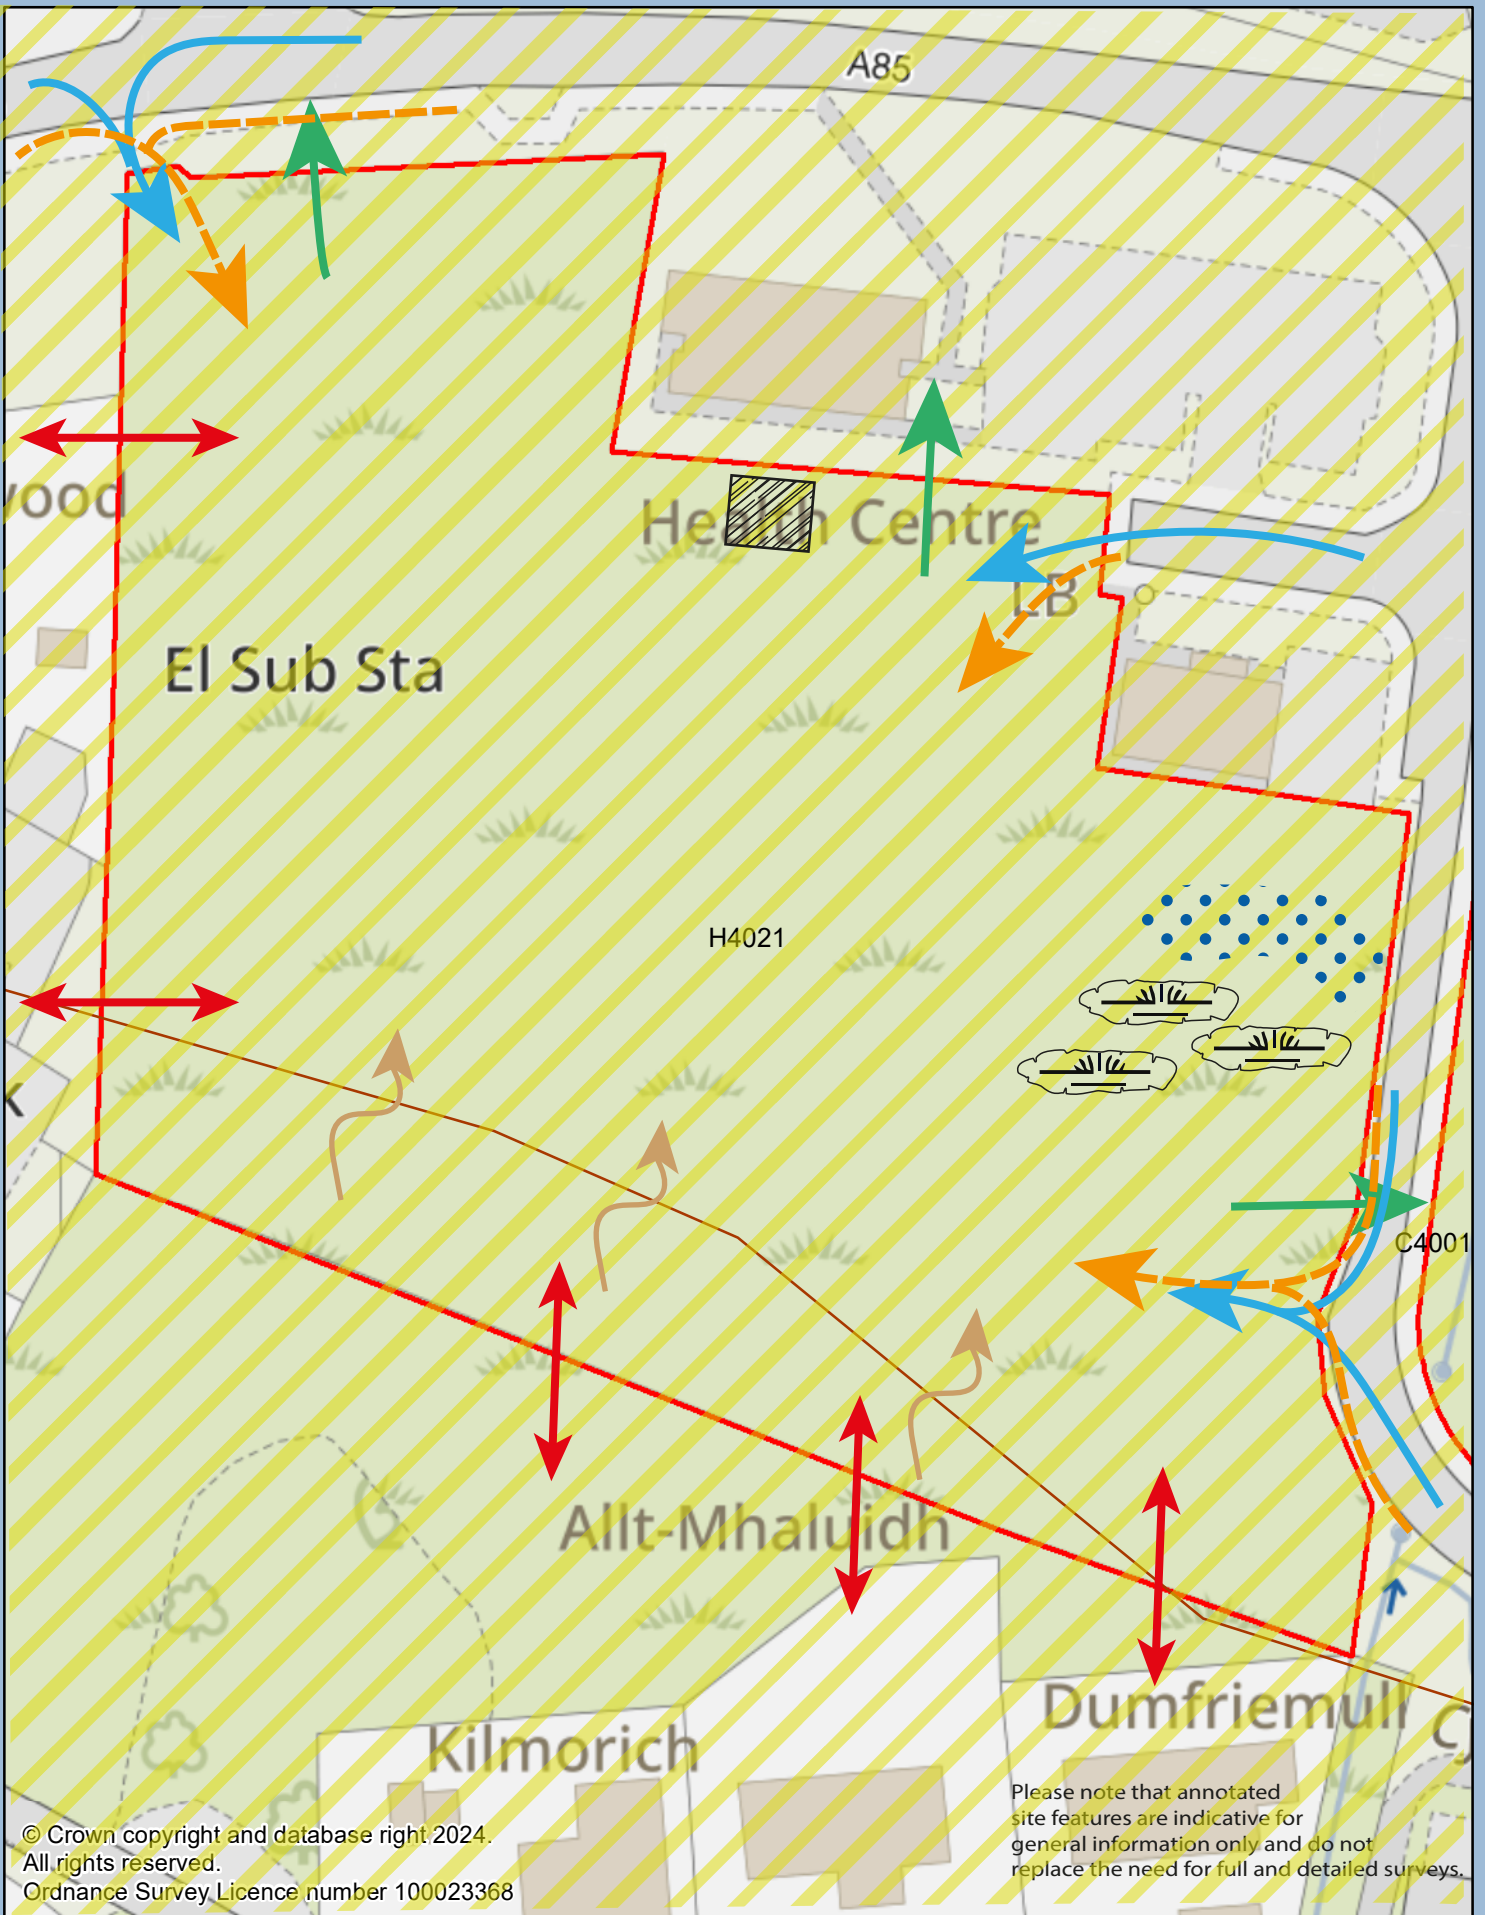 A85
wood
Health Centre
LB
El Sub Sta
H4021
k
C4001
Allt-Mhaluidh
Dumfriemull
Kilmorich
Please note that annotated
site features are indicative for
general information only and do not
replace the need for full and detailed surveys.
© Crown copyright and database right 2024.
All rights reserved.
Ordnance Survey Licence number 100023368